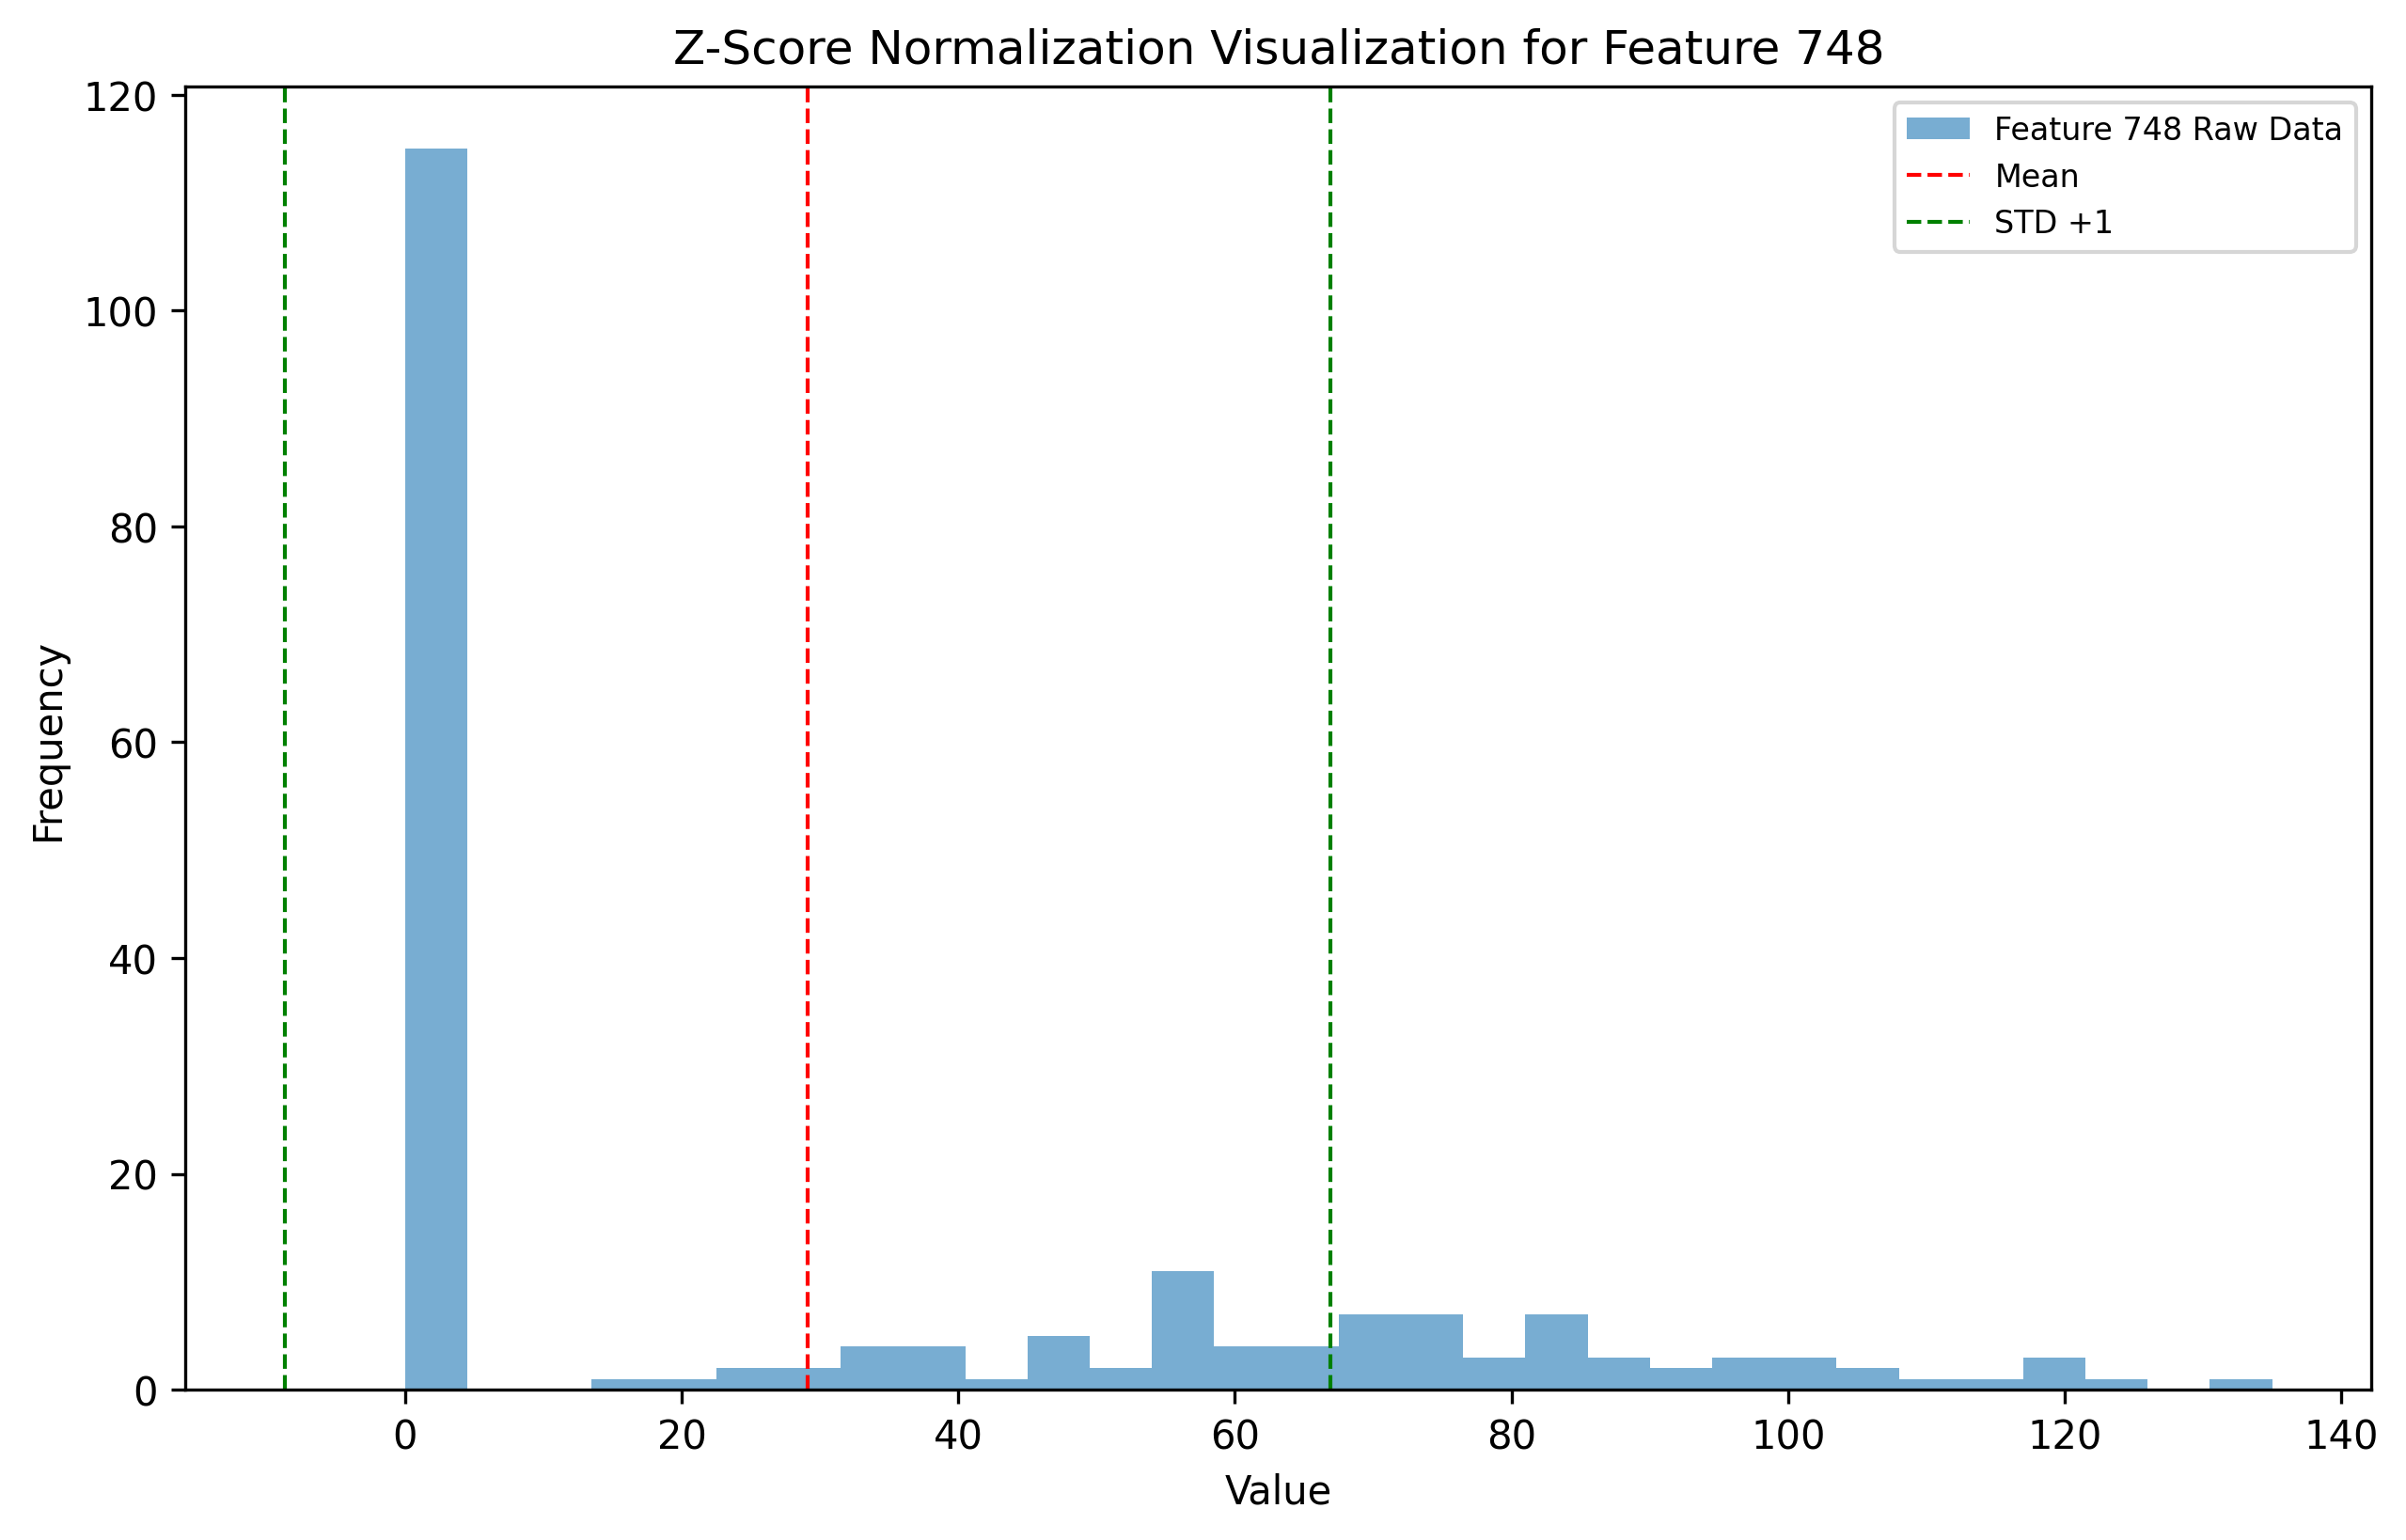 Z-Score Normalization Visualization for Feature 748
120
100
80
60
40
20
0
Frequency
Feature 748 Raw Data
Mean
STD +1
0 20 40 60 80 100 120 140
Value